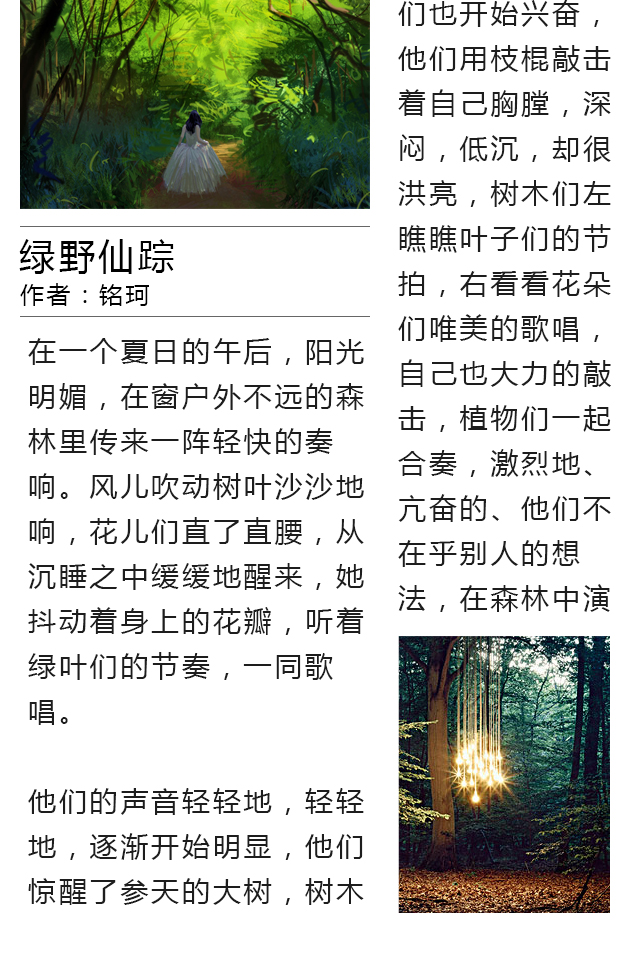 绿野仙踪
作者：铭珂
在一个夏日的午后，阳光
明媚，在窗户外不远的森
林里传来一阵轻快的奏
响。风儿吹动树叶沙沙地
响，花儿们直了直腰，从
沉睡之中缓缓地醒来，她
抖动着身上的花瓣，听着
绿叶们的节奏，一同歌
唱。
他们的声音轻轻地，轻轻
地，逐渐开始明显，他们
惊醒了参天的大树，树木
们也开始兴奋，
他们用枝棍敲击
着自己胸膛，深
闷，低沉，却很
洪亮，树木们左
瞧瞧叶子们的节
拍，右看看花朵
们唯美的歌唱，
自己也大力的敲
击，植物们一起
合奏，激烈地、
亢奋的、他们不
在乎别人的想
法，在森林中演